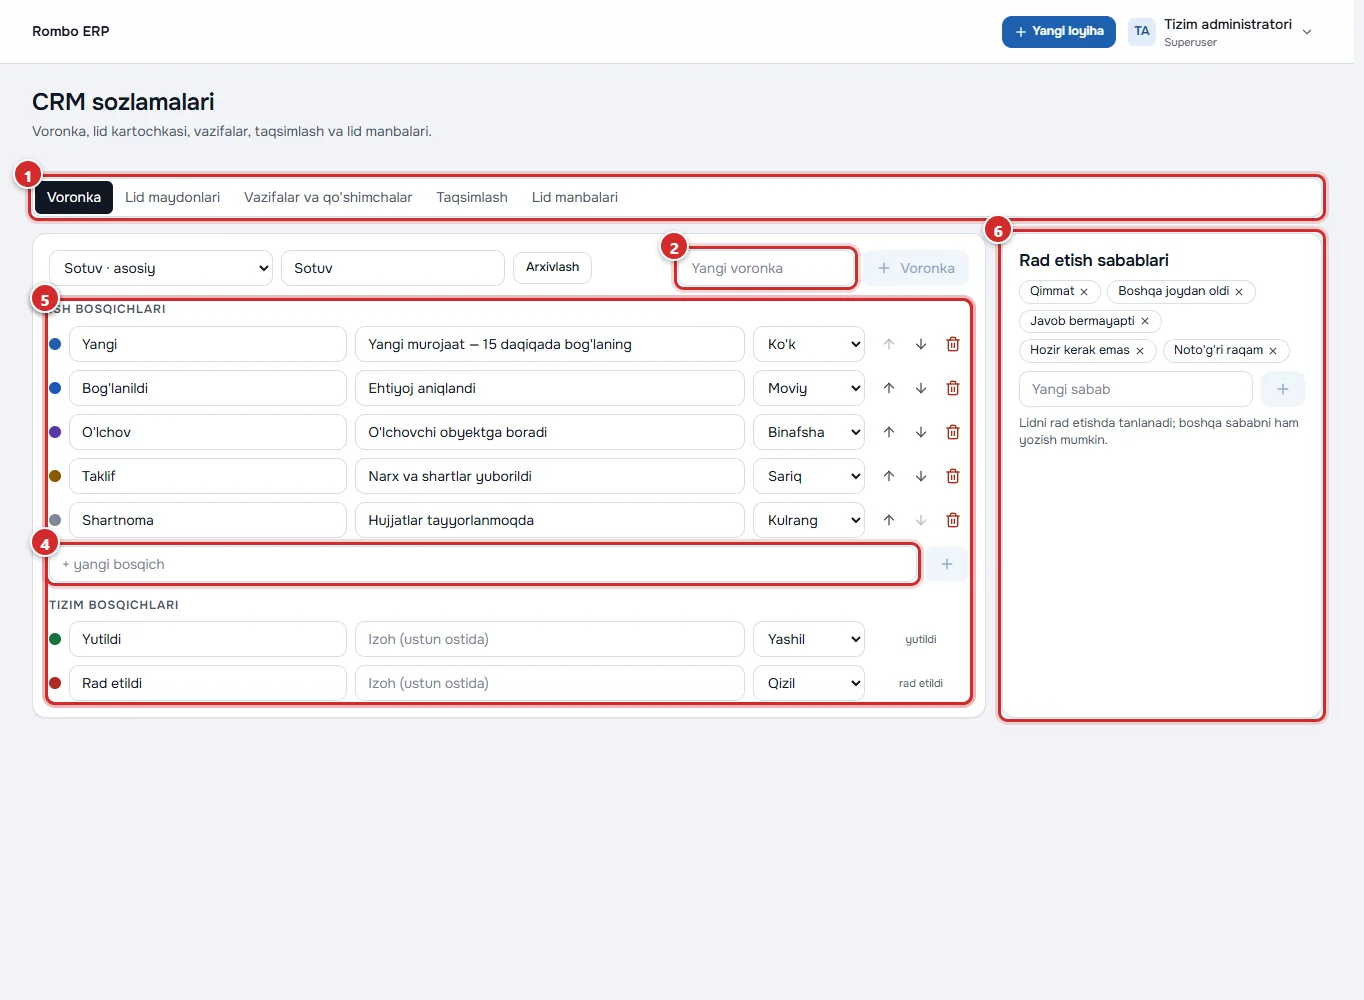 Rombo ERP
+ Yangi loyiha
TA
Tizim administratori
Superuser
CRM sozlamalari
Voronka, lid kartochkasi, vazifalar, taqsimlash va lid manbalari.
1
Voronka Lid maydonlari Vazifalar va qo'shimchalar Taqsimlash Lid manbalari
Sotuv · asosiy Sotuv Arxivlash
2
Yangi voronka + Voronka
5
ISH BOSQICHLARI
Yangi Yangi murojaat — 15 daqiqada bog'laning Ko'k
Bog'lanildi Ehtiyoj aniqlandi Moviy
O'lchov O'lchovchi obyektga boradi Binafsha
Taklif Narx va shartlar yuborildi Sariq
Shartnoma Hujjatlar tayyorlanmoqda Kulrang
4
+ yangi bosqich +
TIZIM BOSQICHLARI
Yutildi Izoh (ustun ostida) Yashil yutildi
Rad etildi Izoh (ustun ostida) Qizil rad etildi
6
Rad etish sabablari
Qimmat × Boshqa joydan oldi ×
Javob bermayapti ×
Hozir kerak emas × Noto'g'ri raqam ×
Yangi sabab +
Lidni rad etishda tanlanadi; boshqa sababni ham
yozish mumkin.